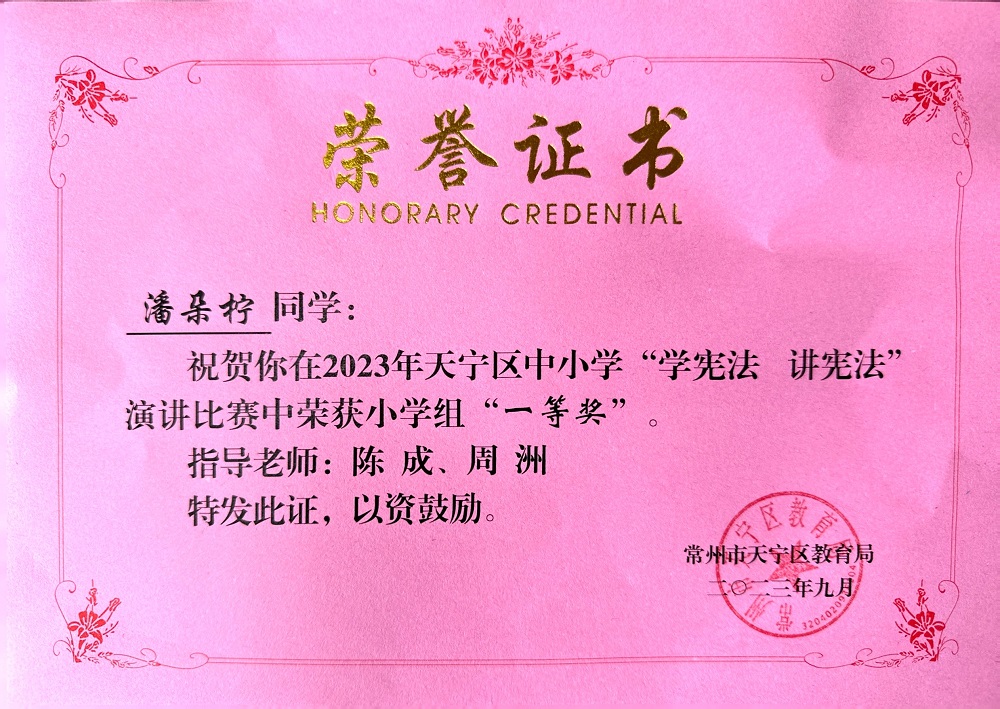 荣誉证书
HONORARY CREDENTIAL
潘朵柠 同学：
祝贺你在2023年天宁区中小学“学宪法 讲宪法”
演讲比赛中荣获小学组“一等奖”。
指导老师：陈 成、周 洲
特发此证，以资鼓励。
常州市天宁区教育局
二〇二三年九月